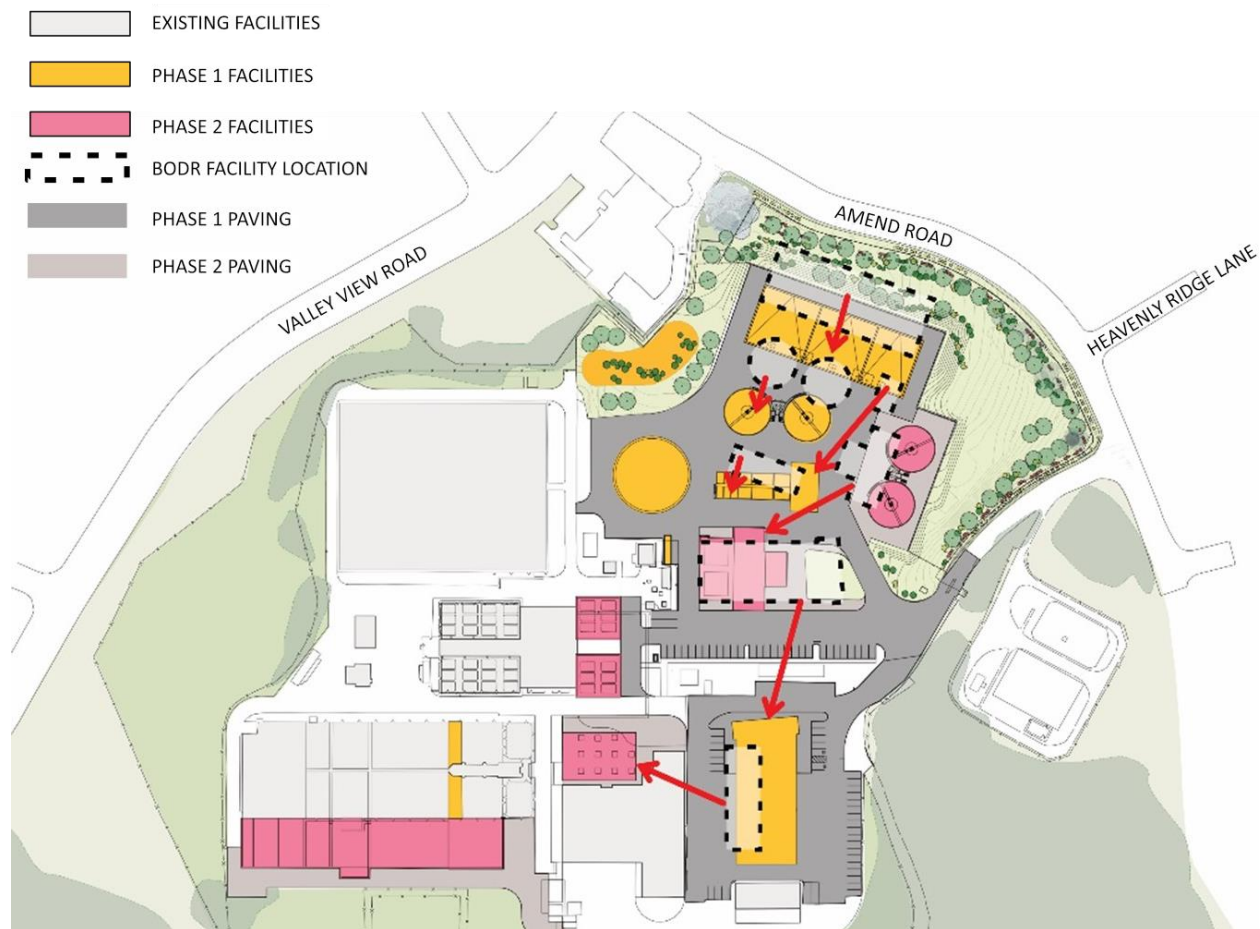 EXISTING FACILITIES
PHASE 1 FACILITIES
PHASE 2 FACILITIES
BODR FACILITY LOCATION
PHASE 1 PAVING
PHASE 2 PAVING
VALLEY VIEW ROAD
AMEND ROAD
HEAVENLY RIDGE LANE